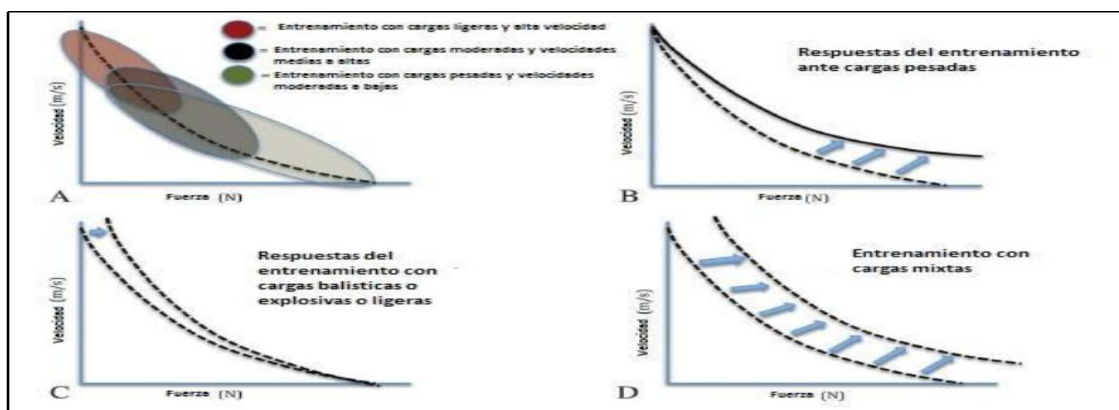 = Entrenamiento con cargas ligeras y alta velocidad
= Entrenamiento con cargas moderadas y velocidades
medias a altas
= Entrenamiento con cargas pesadas y velocidades
moderadas a bajas
Velocidad (m/s)
A
Fuerza (N)
Respuestas del entrenamiento
ante cargas pesadas
Velocidad (m/s)
B
Fuerza (N)
Respuestas del
entrenamiento con
cargas balísticas o
explosivas o ligeras
Velocidad (m/s)
C
Fuerza (N)
Entrenamiento con
cargas mixtas
Velocidad (m/s)
D
Fuerza (N)